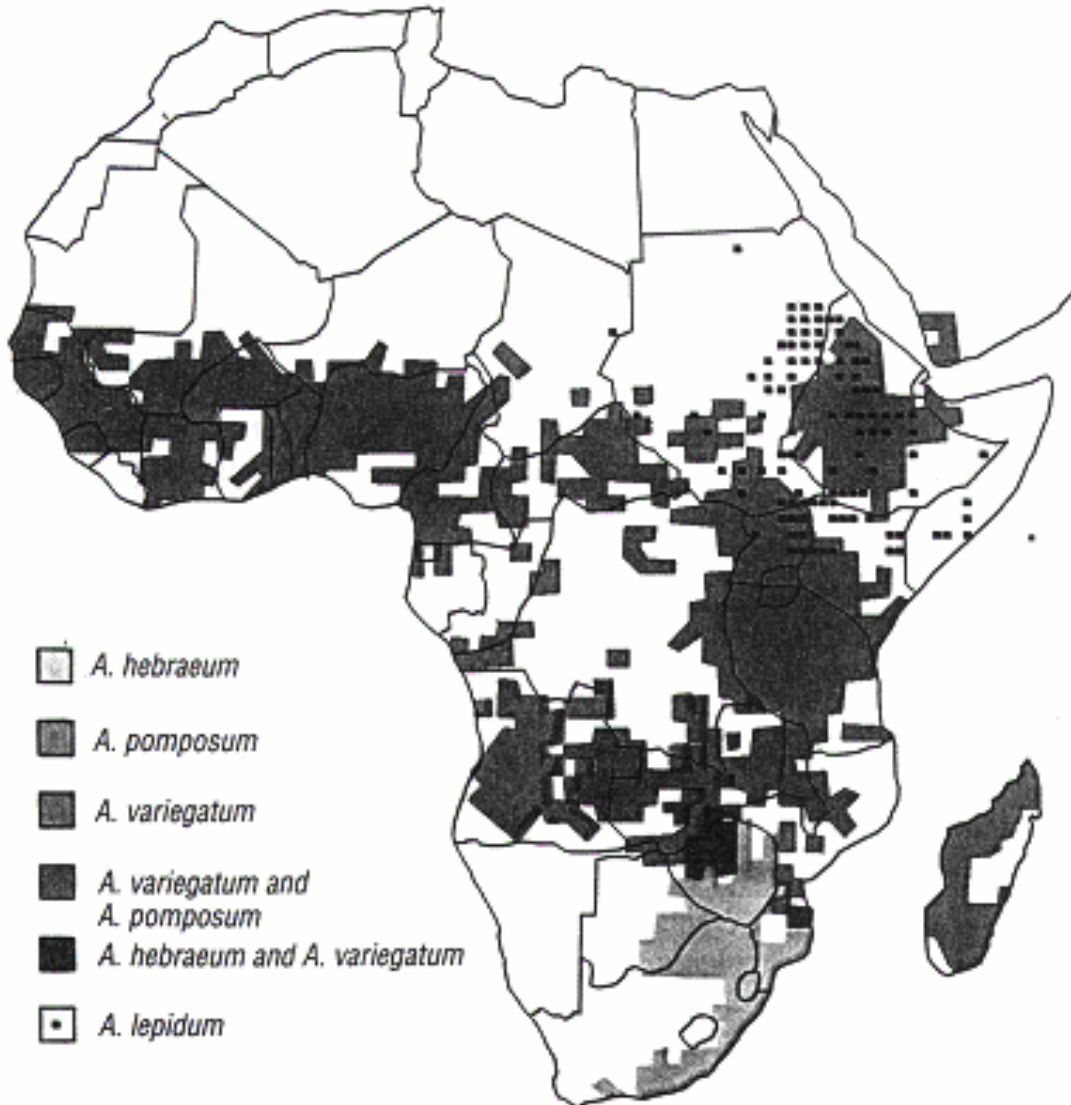 A. hebraeum
A. pomposum
A. variegatum
A. variegatum and
A. pomposum
A. hebraeum and A. variegatum
A. lepidum